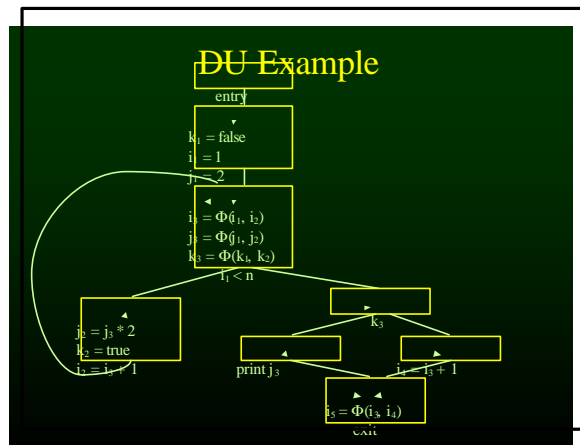 DU Example
entry
k₁ = false
i₁ = 1
j₁ = 2
i₃ = Φ(i₁, i₂)
j₃ = Φ(j₁, j₂)
k₃ = Φ(k₁, k₂)
i₁ < n
j₂ = j₃ * 2
k₂ = true
i₂ = i₃ + 1
k₃
print j₃
i₄ = i₃ + 1
i₅ = Φ(i₃, i₄)
exit